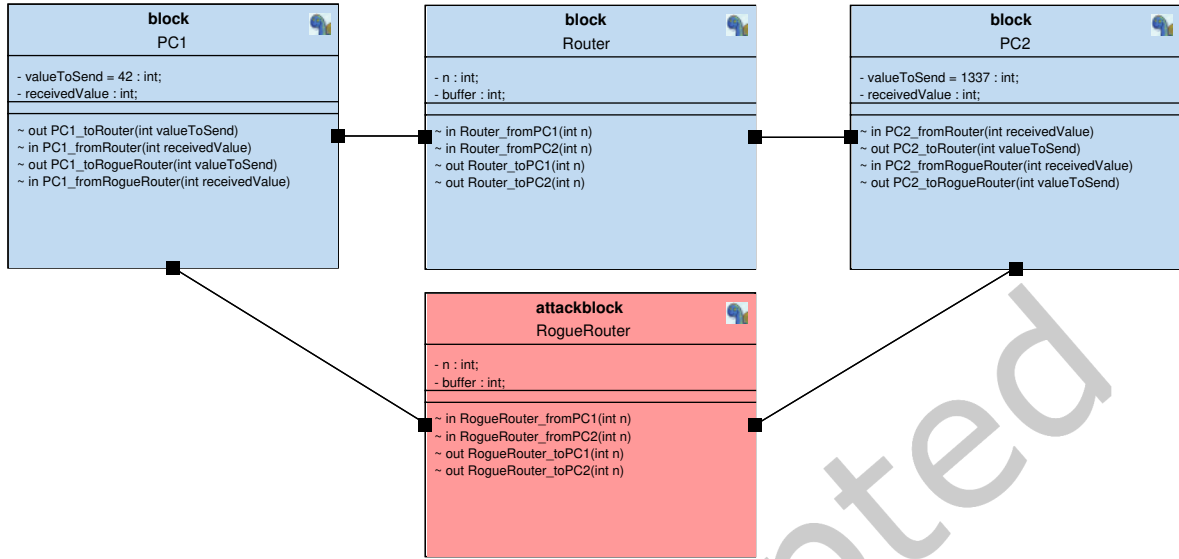 block
PC1
- valueToSend = 42 : int;
- receivedValue : int;
~ out PC1_toRouter(int valueToSend)
~ in PC1_fromRouter(int receivedValue)
~ out PC1_toRogueRouter(int valueToSend)
~ in PC1_fromRogueRouter(int receivedValue)
block
Router
- n : int;
- buffer : int;
~ in Router_fromPC1(int n)
~ in Router_fromPC2(int n)
~ out Router_toPC1(int n)
~ out Router_toPC2(int n)
block
PC2
- valueToSend = 1337 : int;
- receivedValue : int;
~ in PC2_fromRouter(int receivedValue)
~ out PC2_toRouter(int valueToSend)
~ in PC2_fromRogueRouter(int receivedValue)
~ out PC2_toRogueRouter(int valueToSend)
attackblock
RogueRouter
- n : int;
- buffer : int;
~ in RogueRouter_fromPC1(int n)
~ in RogueRouter_fromPC2(int n)
~ out RogueRouter_toPC1(int n)
~ out RogueRouter_toPC2(int n)